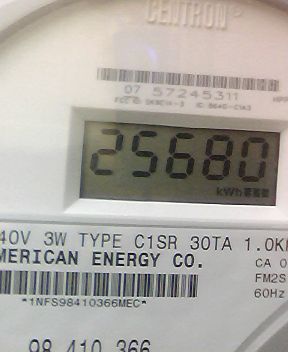 CENTRON
07 57245311
25680
kWh
40V 3W TYPE C1SR 30TA 1.0K
MERICAN ENERGY CO.
CA 0
FM2S
60Hz
*1NFS98410366MEC*
98 410 366